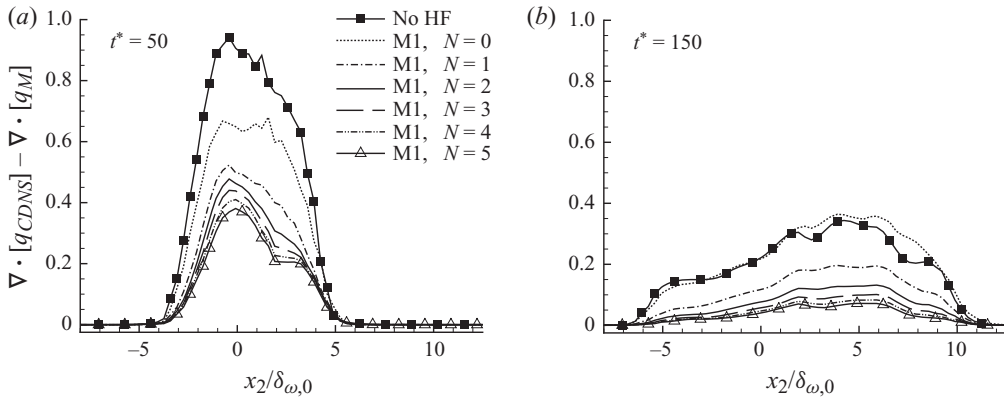 (a)
1.0
0.8
0.6
0.4
0.2
0
t* = 50
No HF
M1, N = 0
M1, N = 1
M1, N = 2
M1, N = 3
M1, N = 4
M1, N = 5
∇ • [q_CDNS] – ∇ • [q_M]
−5 0 5 10
x₂/δ_ω,0
(b)
1.0
0.8
0.6
0.4
0.2
0
t* = 150
−5 0 5 10
x₂/δ_ω,0